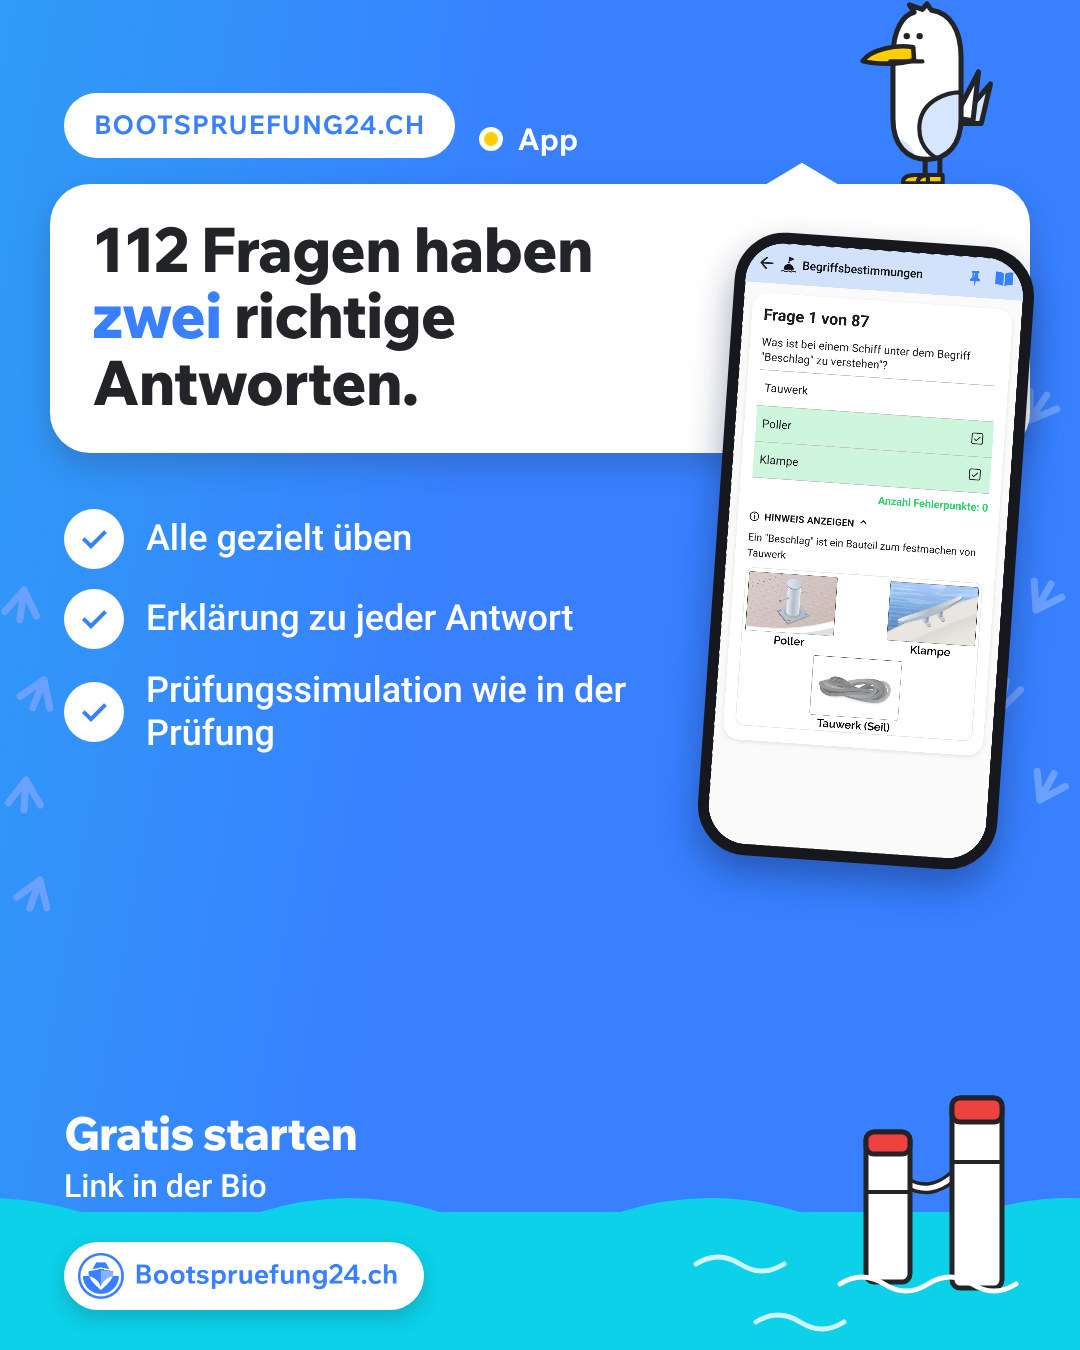 BOOTSPRUEFUNG24.CH
App
112 Fragen haben
zwei richtige
Antworten.
Begriffsbestimmungen
Frage 1 von 87
Was ist bei einem Schiff unter dem Begriff
"Beschlag" zu verstehen"?
Tauwerk
Poller
Klampe
Anzahl Fehlerpunkte: 0
HINWEIS ANZEIGEN
Ein "Beschlag" ist ein Bauteil zum festmachen von
Tauwerk
Poller
Klampe
Tauwerk (Seil)
Alle gezielt üben
Erklärung zu jeder Antwort
Prüfungssimulation wie in der
Prüfung
Gratis starten
Link in der Bio
Bootspruefung24.ch